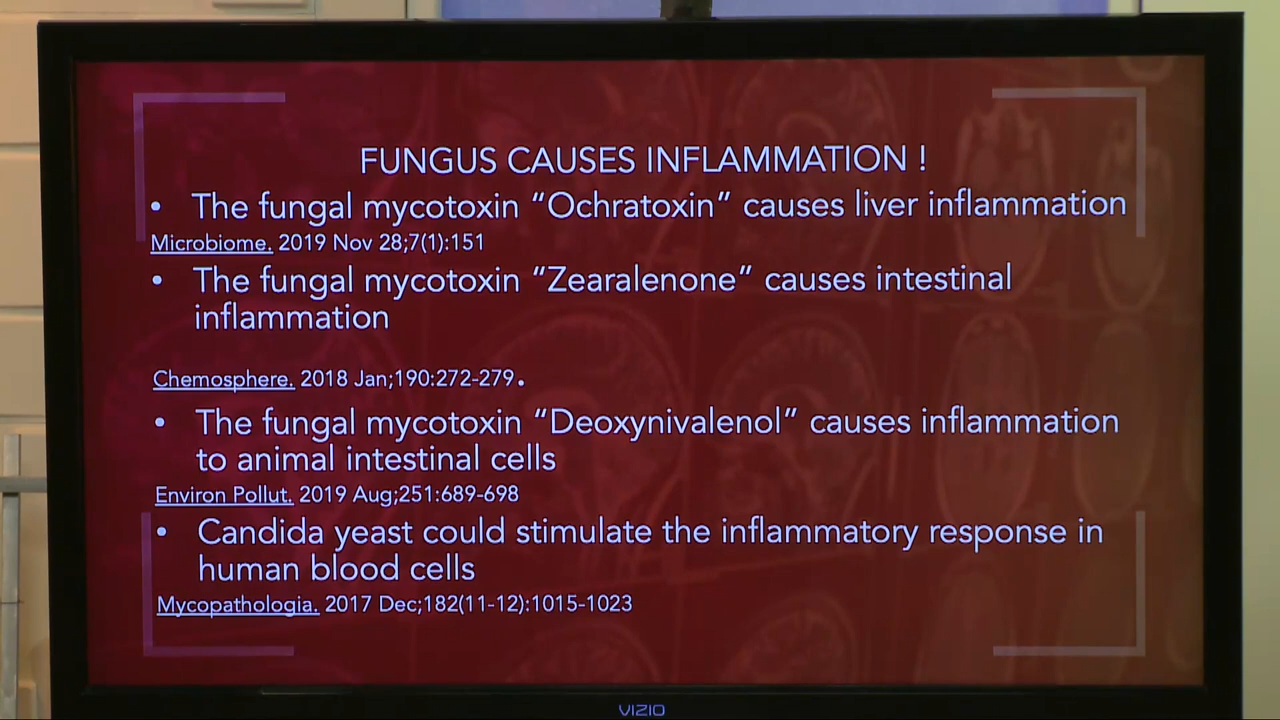 FUNGUS CAUSES INFLAMMATION !
• The fungal mycotoxin “Ochratoxin” causes liver inflammation
Microbiome. 2019 Nov 28;7(1):151
• The fungal mycotoxin “Zearalenone” causes intestinal
inflammation
Chemosphere. 2018 Jan;190:272-279.
• The fungal mycotoxin “Deoxynivalenol” causes inflammation
to animal intestinal cells
Environ Pollut. 2019 Aug;251:689-698
• Candida yeast could stimulate the inflammatory response in
human blood cells
Mycopathologia. 2017 Dec;182(11-12):1015-1023
VIZIO